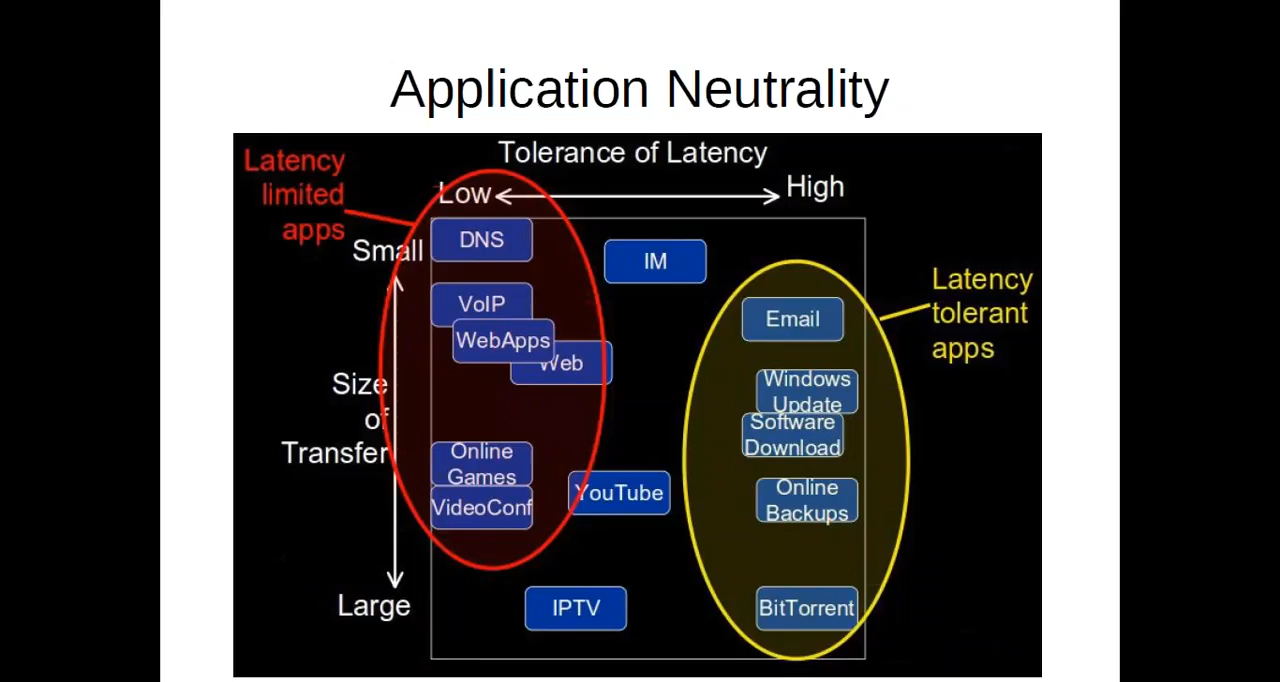 Application Neutrality
Tolerance of Latency
Latency
limited
apps
Low
High
Small
DNS
IM
VoIP
WebApps
Web
Email
Latency
tolerant
apps
Size
of
Transfer
Windows
Update
Software
Download
Online
Games
VideoConf
YouTube
Online
Backups
Large
IPTV
BitTorrent